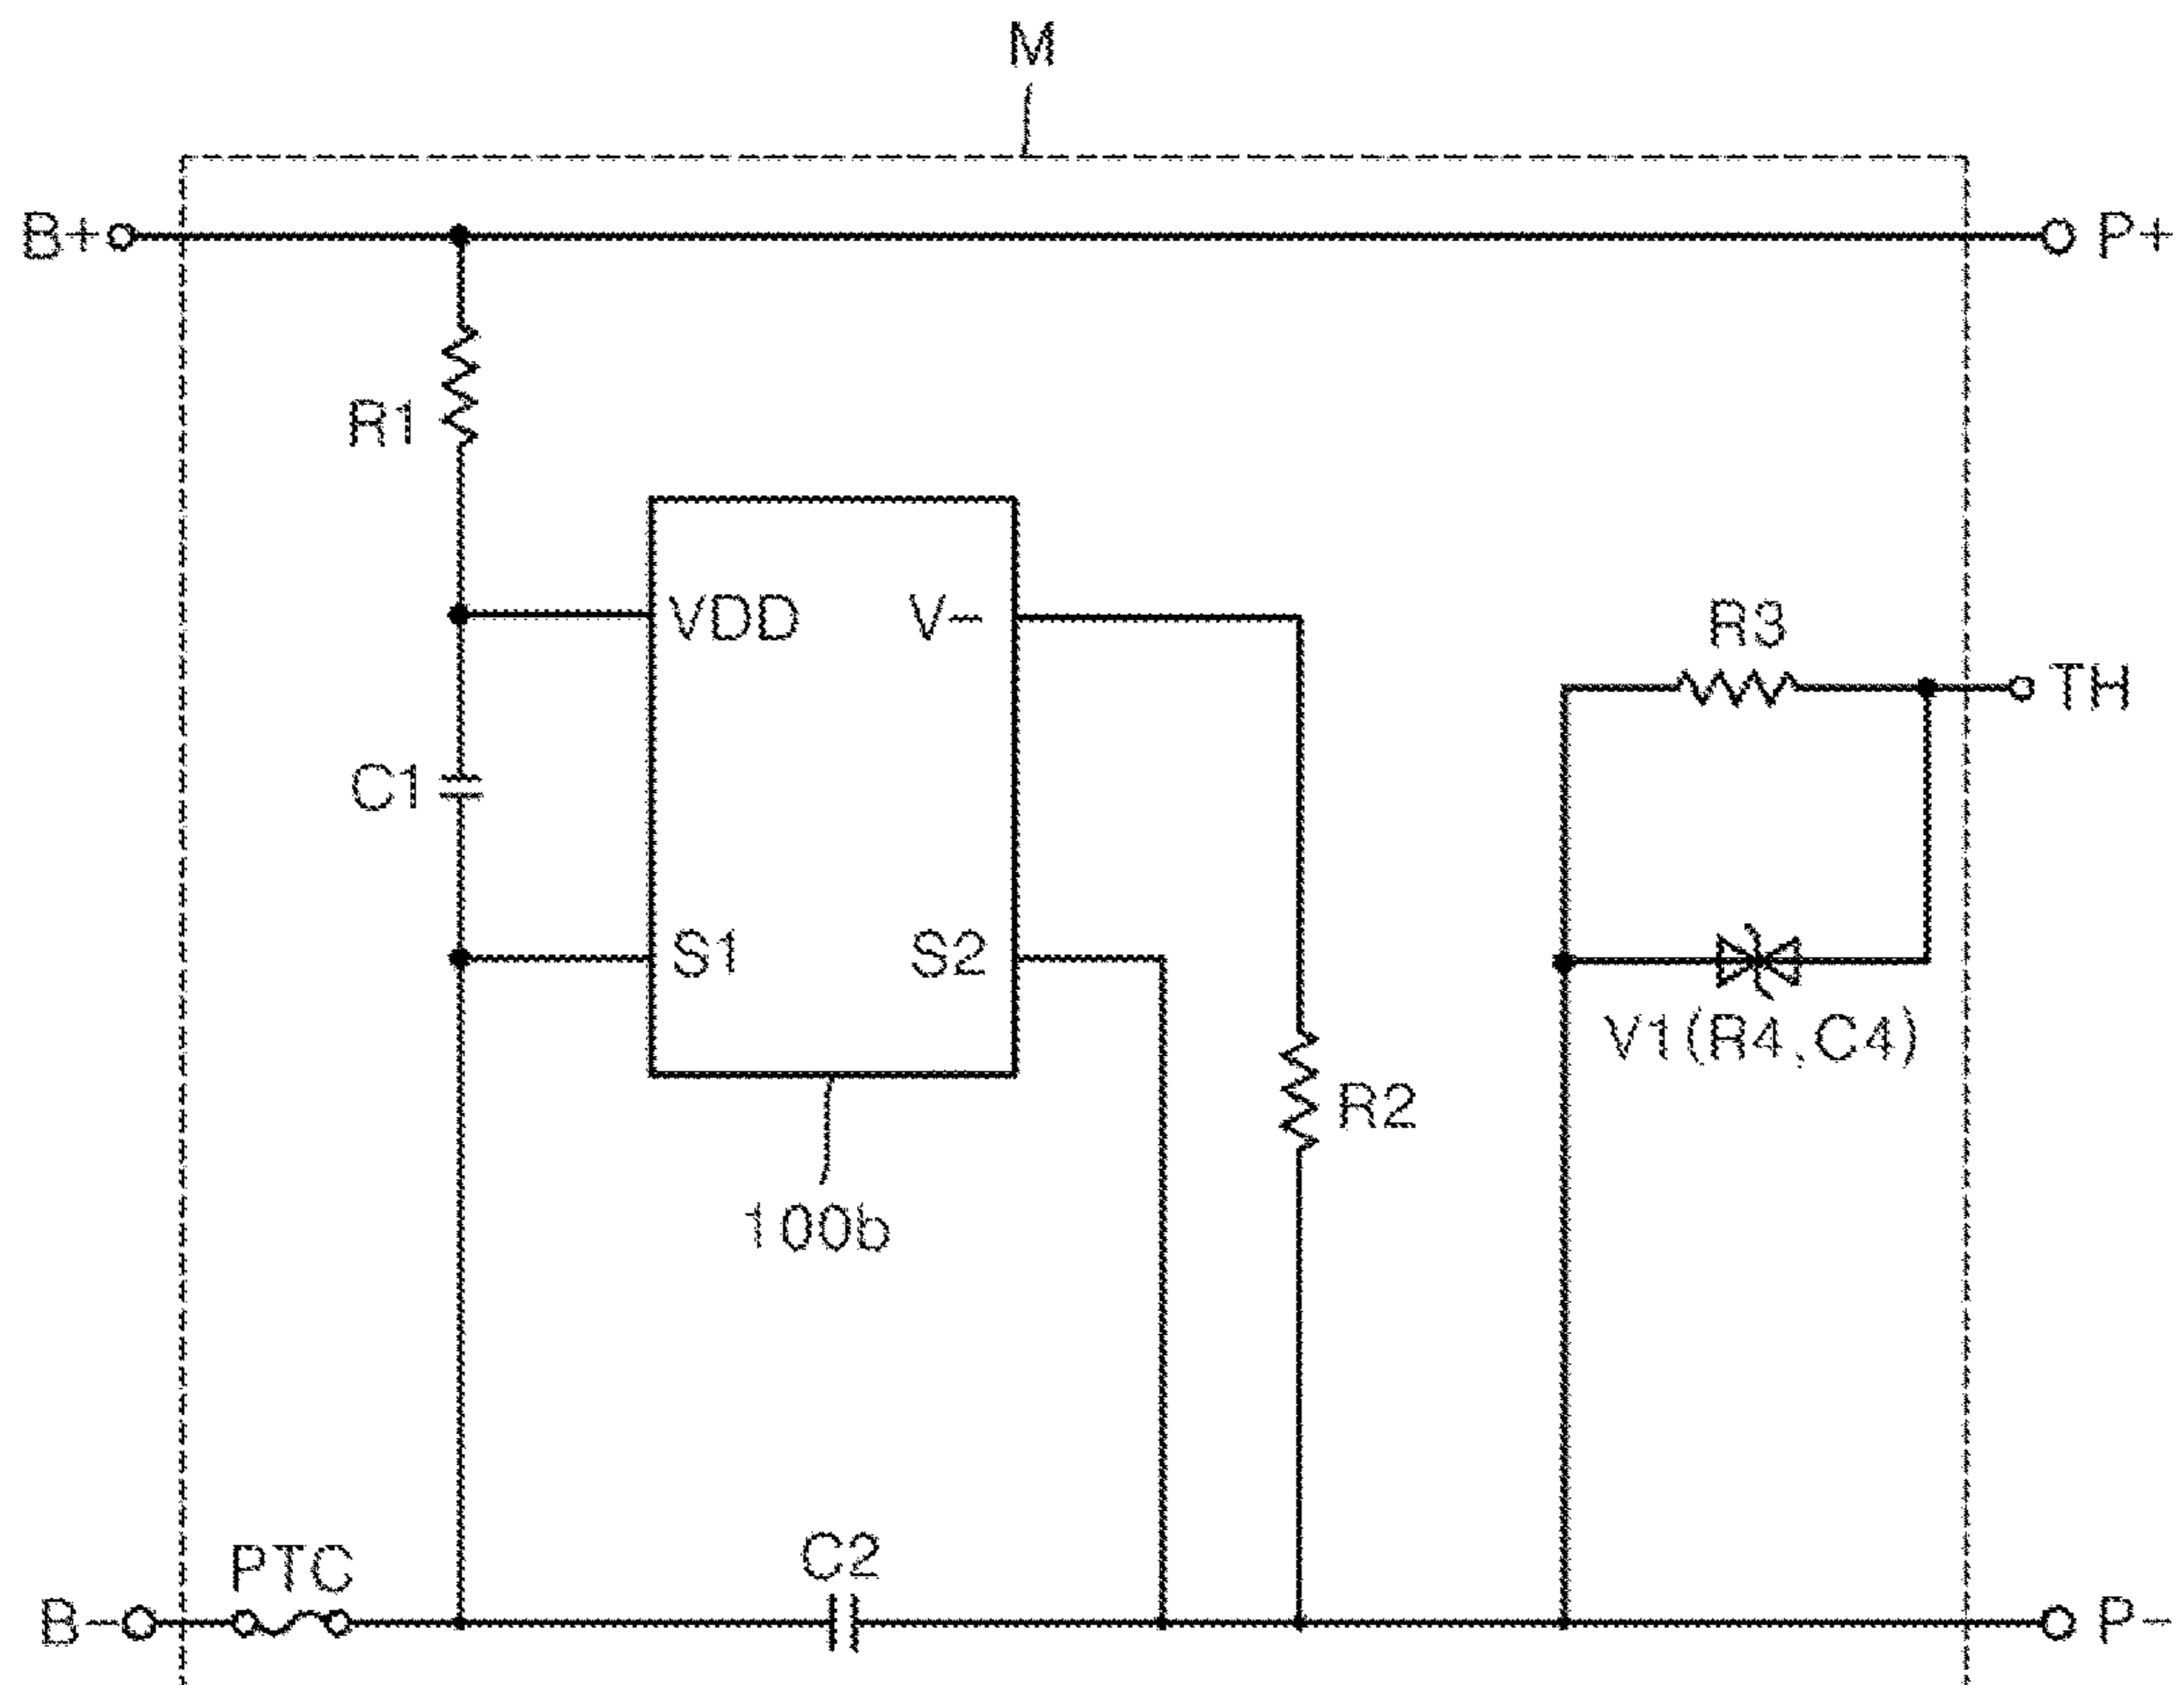 M
B+
P+
R1
VDD
V-
R3
TH
C1
S1
S2
V1(R4,C4)
R2
100b
C2
PTC
B-
P-